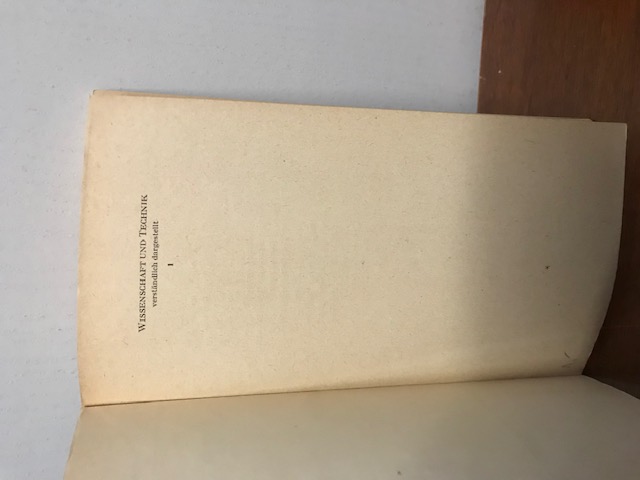 WISSENSCHAFT UND TECHNIK
verständlich dargestellt
1